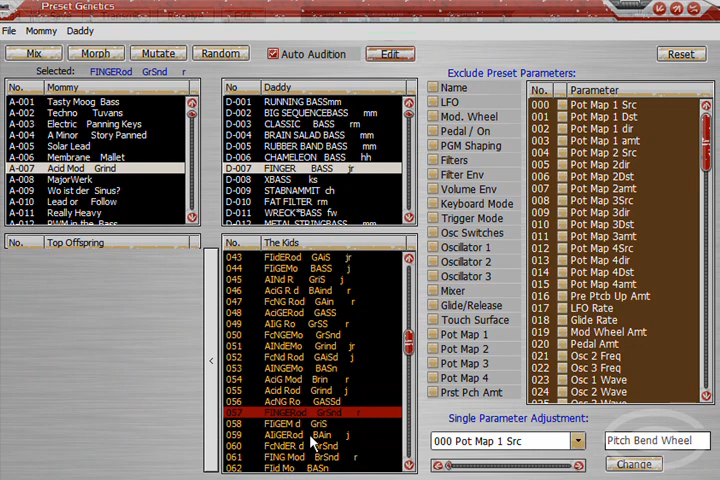 Preset Genetics
File Mommy Daddy
Mix Morph Mutate Random Auto Audition Edit Reset
Selected: FINGERod GrSnd r
Exclude Preset Parameters:
No. Mommy
A-001 Tasty Moog Bass
A-002 Techno Tuvans
A-003 Electric Panning Keys
A-004 A Minor Story Panned
A-005 Solar Lead
A-006 Membrane Mallet
A-007 Acid Mod Grind
A-008 MajorWerk
A-009 Wo ist der Sinus?
A-010 Lead or Follow
A-011 Really Heavy
A-012 PWM in the Bass
No. Daddy
D-001 RUNNING BASSmm
D-002 BIG SEQUENCEBASS mm
D-003 CLASSIC BASS rm
D-004 BRAIN SALAD BASS mm
D-005 RUBBER BAND BASS mm
D-006 CHAMELEON BASS hh
D-007 FINGER BASS jr
D-008 XBASS ks
D-009 STABNAMMIT ch
D-010 FAT FILTER rm
D-011 WRECK*BASS fw
D-012 METAL STRINGBASS mm
No. Top Offspring
<
No. The Kids
043 FIidERod GAiS jr
044 FIiGEMo BASS j
045 AINd R GriS j
046 AciG R d BAind r
047 FcNG Rod GAin r
048 AciGERod GASS
049 AIiG Ro GrSS r
050 FcNGEMo GrSnd
051 AINdEMo Grind jr
052 FcNd Rod GAiSd j
053 AINGEMo BASn
054 AciG Mod Brin r
055 Acid Rod Grind j
056 AcNG Ro GASSd
057 FINGERod GrSnd r
058 FIiGEM d GriS
059 AIiGERod BAin j
060 FcNdER d GrSnd
061 FING Mod BrSnd r
062 FIid Mo BASn
Name
LFO
Mod. Wheel
Pedal / On
PGM Shaping
Filters
Filter Env
Volume Env
Keyboard Mode
Trigger Mode
Osc Switches
Oscillator 1
Oscillator 2
Oscillator 3
Mixer
Glide/Release
Touch Surface
Pot Map 1
Pot Map 2
Pot Map 3
Pot Map 4
Prst Pch Amt
No. Parameter
000 Pot Map 1 Src
001 Pot Map 1 Dst
002 Pot Map 1 dir
003 Pot Map 1 amt
004 Pot Map 2 Src
005 Pot Map 2dir
006 Pot Map 2Dst
007 Pot Map 2amt
008 Pot Map 3Src
009 Pot Map 3dir
010 Pot Map 3Dst
011 Pot Map 3amt
012 Pot Map 4Src
013 Pot Map 4dir
014 Pot Map 4Dst
015 Pot Map 4amt
016 Pre Ptcb Up Amt
017 LFO Rate
018 Glide Rate
019 Mod Wheel Amt
020 Pedal Amt
021 Osc 2 Freq
022 Osc 3 Freq
023 Osc 1 Wave
024 Osc 2 Wave
025 Osc 3 Wave
Single Parameter Adjustment:
000 Pot Map 1 Src
Pitch Bend Wheel
Change